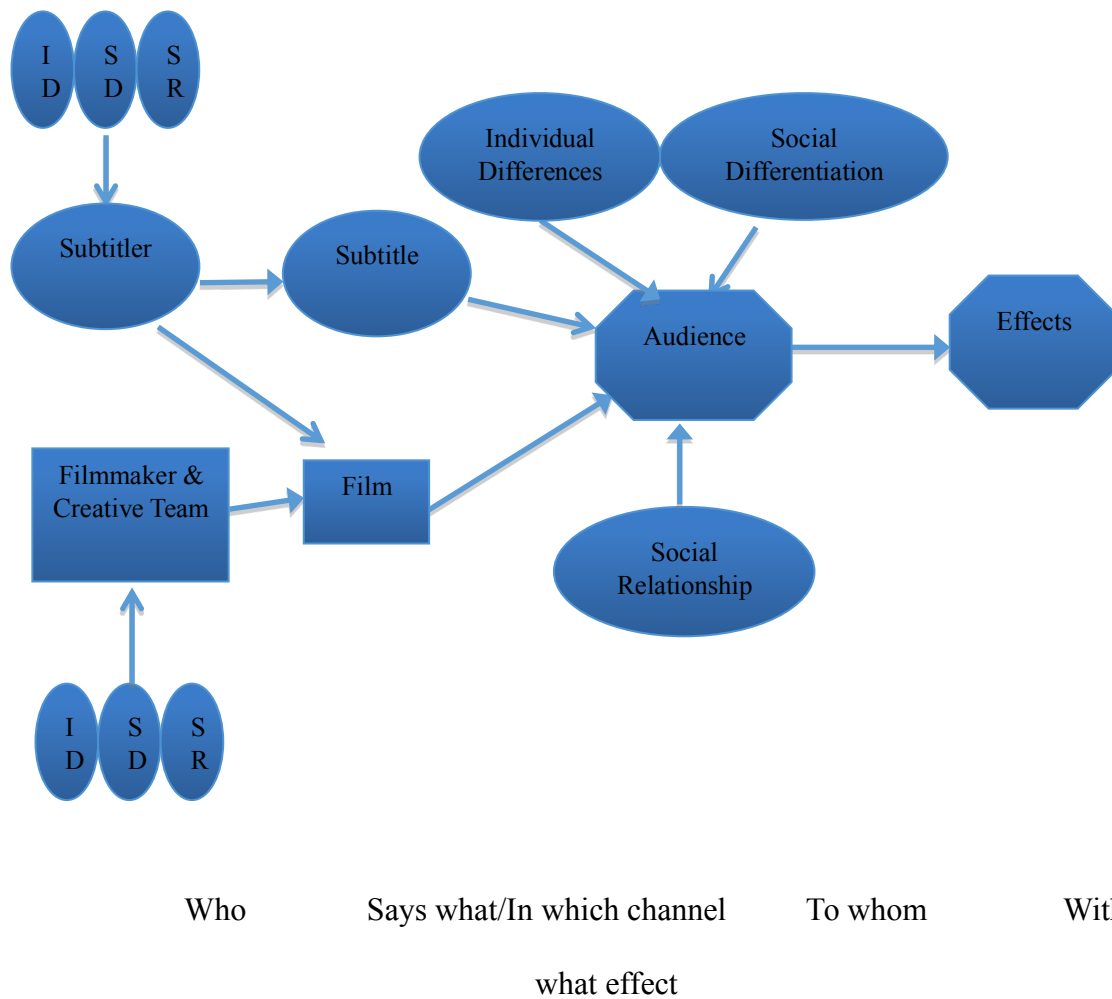 I
D
S
D
S
R
Individual
Differences
Social
Differentiation
Subtitler
Subtitle
Audience
Effects
Filmmaker &
Creative Team
Film
Social
Relationship
I
D
S
D
S
R
Who Says what/In which channel To whom With
what effect